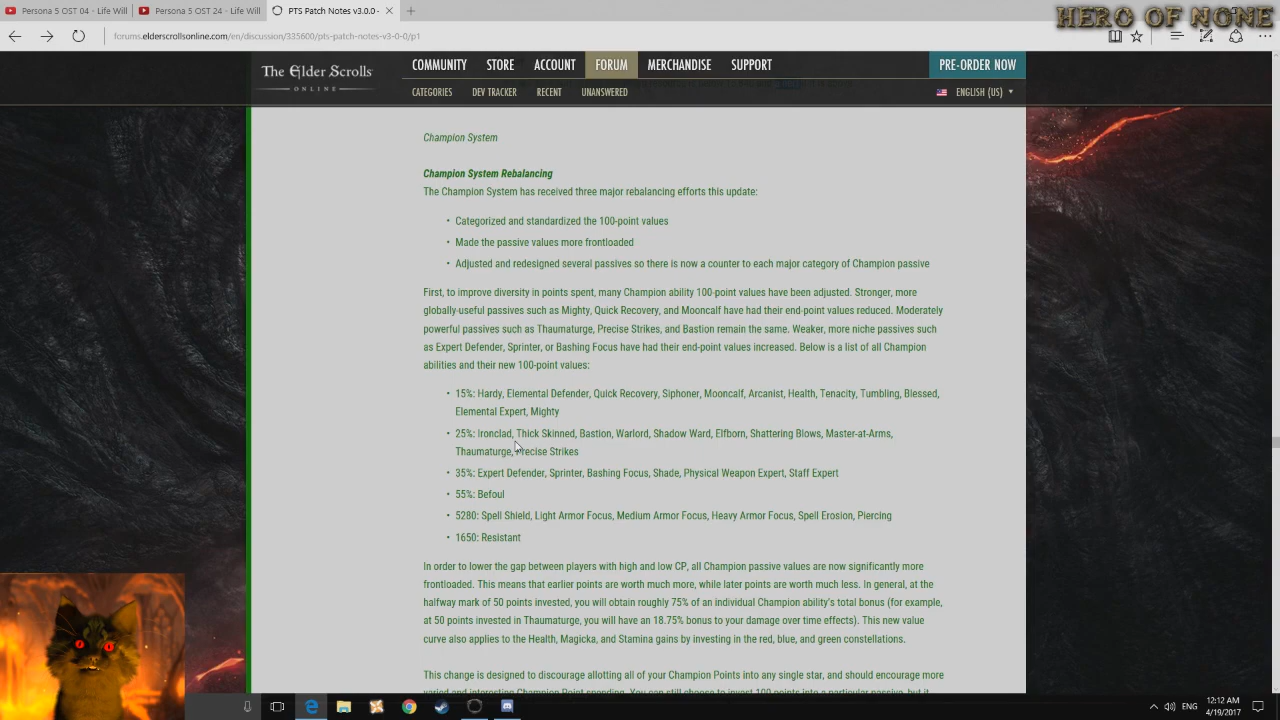 Persona 5 OST 04 - Life Will
Persona 5 OST 24 - Life Will
PTS Patch Notes v3.0.0 -
HERO OF NONE
forums.elderscrollsonline.com/en/discussion/335600/pts-patch-notes-v3-0-0/p1
The Elder Scrolls
ONLINE
COMMUNITY STORE ACCOUNT FORUM MERCHANDISE SUPPORT PRE-ORDER NOW
CATEGORIES DEV TRACKER RECENT UNANSWERED ENGLISH (US)
Champion System
Champion System Rebalancing
The Champion System has received three major rebalancing efforts this update:
• Categorized and standardized the 100-point values
• Made the passive values more frontloaded
• Adjusted and redesigned several passives so there is now a counter to each major category of Champion passive
First, to improve diversity in points spent, many Champion ability 100-point values have been adjusted. Stronger, more
globally-useful passives such as Mighty, Quick Recovery, and Mooncalf have had their end-point values reduced. Moderately
powerful passives such as Thaumaturge, Precise Strikes, and Bastion remain the same. Weaker, more niche passives such
as Expert Defender, Sprinter, or Bashing Focus have had their end-point values increased. Below is a list of all Champion
abilities and their new 100-point values:
• 15%: Hardy, Elemental Defender, Quick Recovery, Siphoner, Mooncalf, Arcanist, Health, Tenacity, Tumbling, Blessed,
Elemental Expert, Mighty
• 25%: Ironclad, Thick Skinned, Bastion, Warlord, Shadow Ward, Elfborn, Shattering Blows, Master-at-Arms,
Thaumaturge, Precise Strikes
• 35%: Expert Defender, Sprinter, Bashing Focus, Shade, Physical Weapon Expert, Staff Expert
• 55%: Befoul
• 5280: Spell Shield, Light Armor Focus, Medium Armor Focus, Heavy Armor Focus, Spell Erosion, Piercing
• 1650: Resistant
In order to lower the gap between players with high and low CP, all Champion passive values are now significantly more
frontloaded. This means that earlier points are worth much more, while later points are worth much less. In general, at the
halfway mark of 50 points invested, you will obtain roughly 75% of an individual Champion ability's total bonus (for example,
at 50 points invested in Thaumaturge, you will have an 18.75% bonus to your damage over time effects). This new value
curve also applies to the Health, Magicka, and Stamina gains by investing in the red, blue, and green constellations.
This change is designed to discourage allotting all of your Champion Points into any single star, and should encourage more
varied and interesting Champion Point spending. You can still choose to invest 100 points into a particular passive, but it
ENG
12:12 AM
4/19/2017